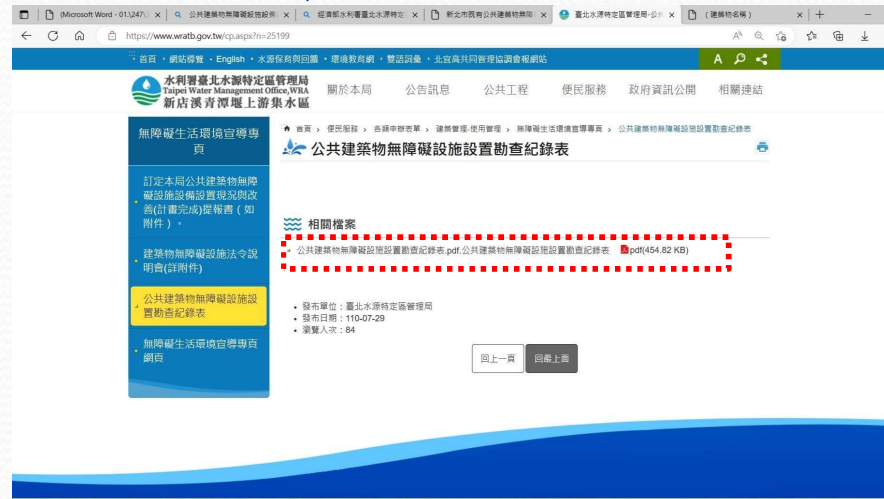 (Microsoft Word - 01.\247\
公共建築物無障礙設施設備
經濟部水利署臺北水源特定
新北市既有公共建築物無障
臺北水源特定區管理局-公共
(建築物名稱)
https://www.wratb.gov.tw/cp.aspx?n=25199
首頁 ・網站導覽 ・English ・水源保育與回饋 ・環境教育網 ・雙語詞彙 ・北宜高共同管理協調會報網站
A
水利署臺北水源特定區管理局
Taipei Water Management Office,WRA
新店溪青潭堰上游集水區
關於本局 公告訊息 公共工程 便民服務 政府資訊公開 相關連結
無障礙生活環境宣導專頁
訂定本局公共建築物無障礙設施設備設置現況與改善(計畫完成)提報書(如附件)。
建築物無障礙設施法令說明會(詳附件)
公共建築物無障礙設施設置勘查紀錄表
無障礙生活環境宣導專頁網頁
首頁 › 便民服務 › 各類申辦表單 › 建築管理-使用管理 › 無障礙生活環境宣導專頁 › 公共建築物無障礙設施設置勘查紀錄表
公共建築物無障礙設施設置勘查紀錄表
相關檔案
公共建築物無障礙設施設置勘查紀錄表.pdf.公共建築物無障礙設施設置勘查紀錄表 pdf(454.82 KB)
發布單位:臺北水源特定區管理局
發布日期:110-07-29
瀏覽人次:84
回上一頁 回最上面